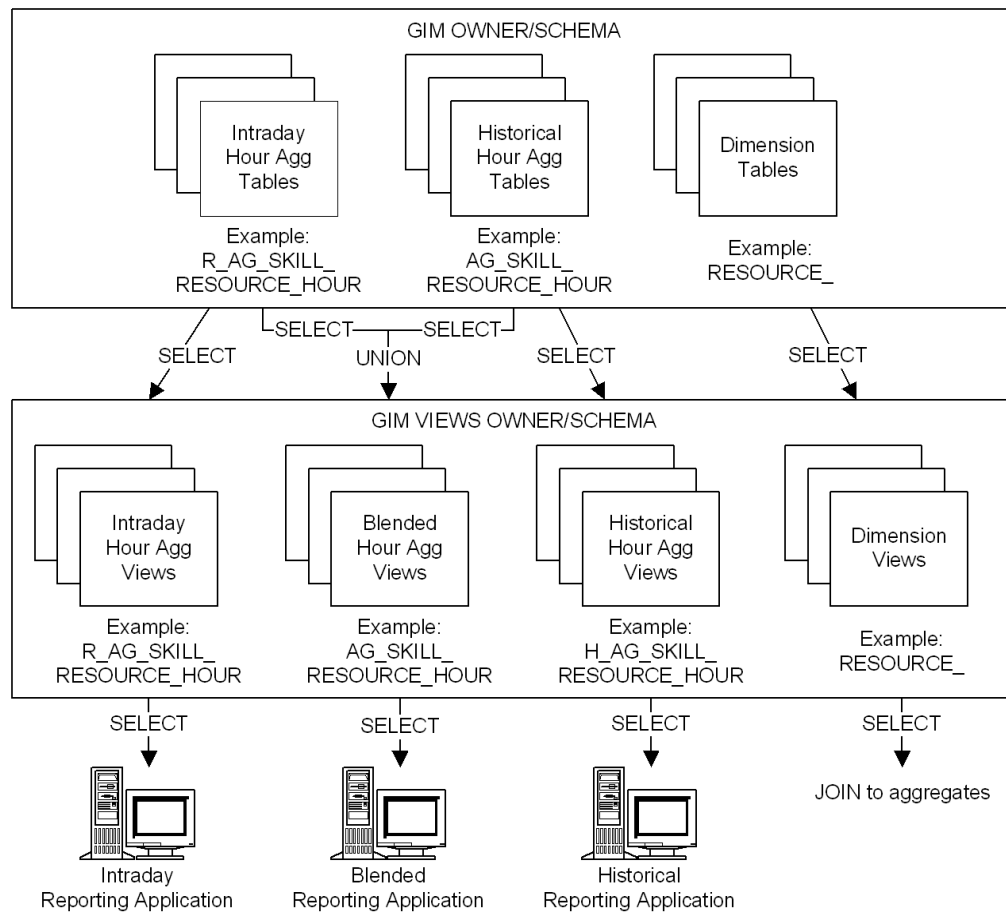 GIM OWNER/SCHEMA
Intraday
Hour Agg
Tables
Historical
Hour Agg
Tables
Dimension
Tables
Example:
R_AG_SKILL_
RESOURCE_HOUR
Example:
AG_SKILL_
RESOURCE_HOUR
Example:
RESOURCE_
SELECT
SELECT
SELECT
UNION
SELECT
SELECT
GIM VIEWS OWNER/SCHEMA
Intraday
Hour Agg
Views
Blended
Hour Agg
Views
Historical
Hour Agg
Views
Dimension
Views
Example:
R_AG_SKILL_
RESOURCE_HOUR
Example:
AG_SKILL_
RESOURCE_HOUR
Example:
H_AG_SKILL_
RESOURCE_HOUR
Example:
RESOURCE_
SELECT
SELECT
SELECT
SELECT
JOIN to aggregates
Intraday
Reporting Application
Blended
Reporting Application
Historical
Reporting Application